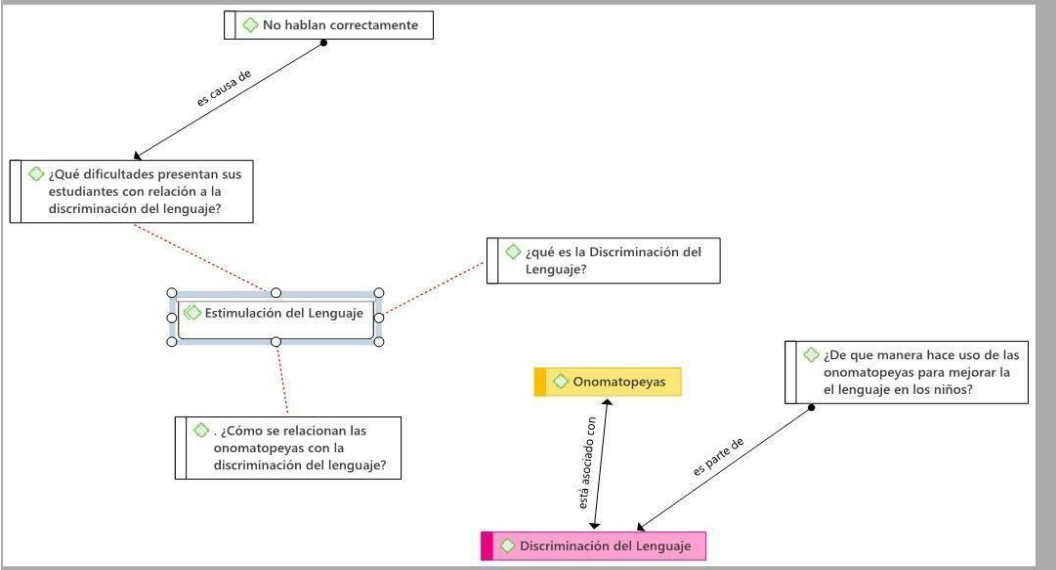 No hablan correctamente
es causa de
¿Qué dificultades presentan sus
estudiantes con relación a la
discriminación del lenguaje?
¿qué es la Discriminación del
Lenguaje?
Estimulación del Lenguaje
¿De que manera hace uso de las
onomatopeyas para mejorar la
el lenguaje en los niños?
Onomatopeyas
. ¿Cómo se relacionan las
onomatopeyas con la
discriminación del lenguaje?
está asociado con
es parte de
Discriminación del Lenguaje